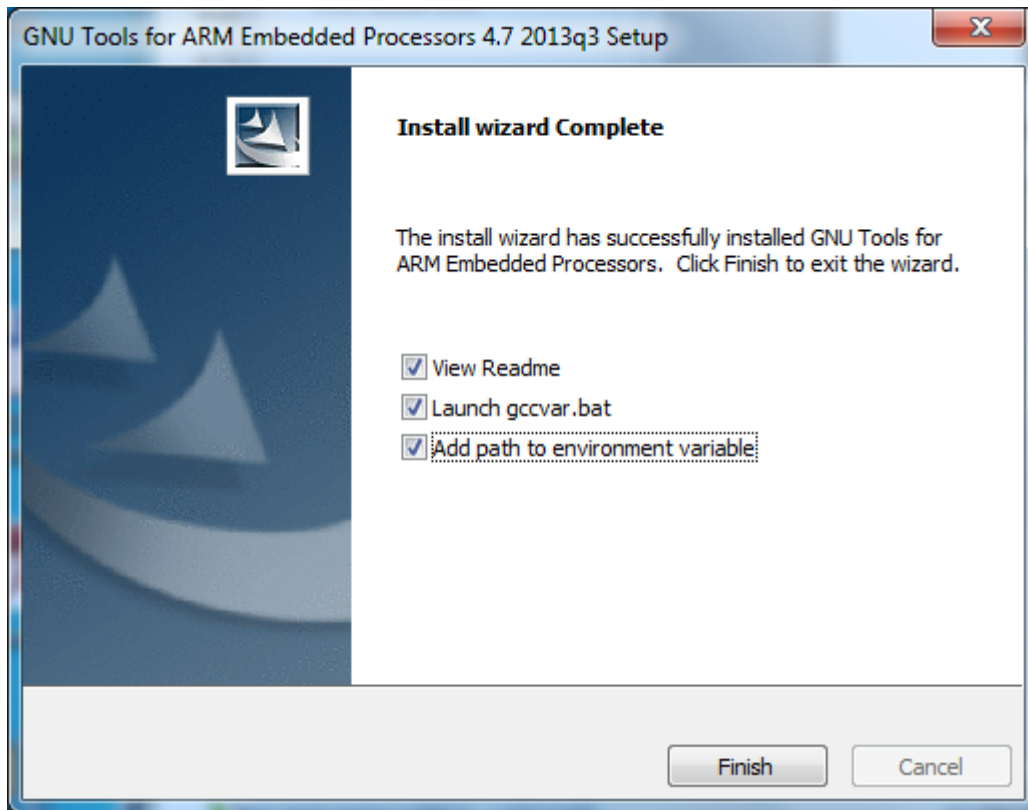 GNU Tools for ARM Embedded Processors 4.7 2013q3 Setup
Install wizard Complete
The install wizard has successfully installed GNU Tools for
ARM Embedded Processors.  Click Finish to exit the wizard.
View Readme
Launch gccvar.bat
Add path to environment variable
Finish
Cancel